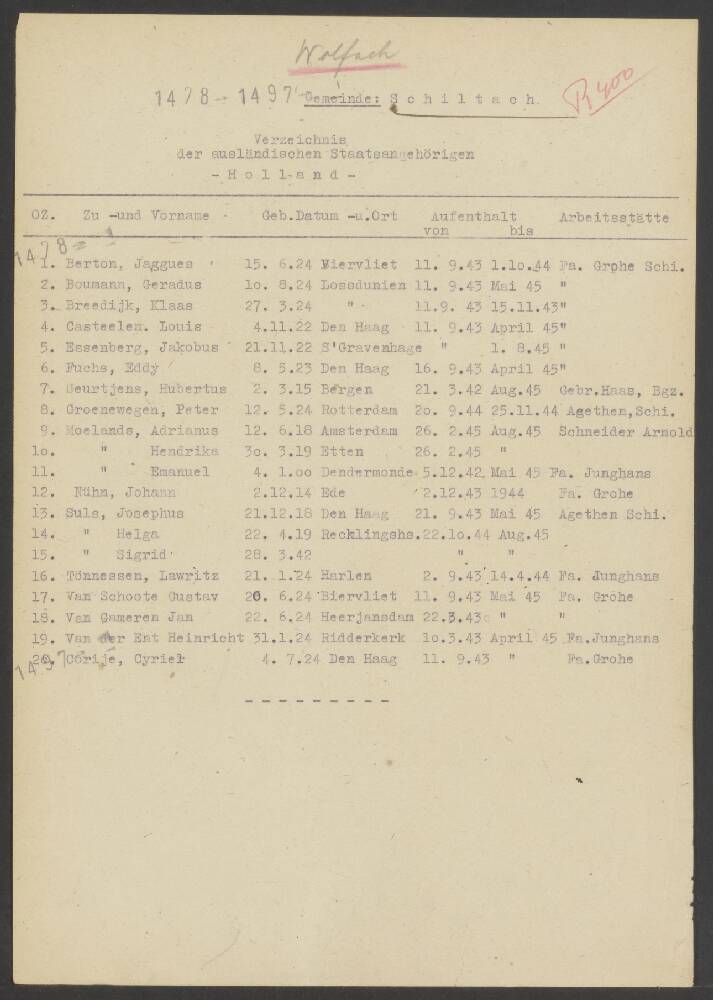 Wolfach
1478 - 1497 Gemeinde: Schiltach. R 400
Verzeichnis
der ausländischen Staatsangehörigen
- Holland -
OZ. Zu -und Vorname Geb.Datum -u.Ort Aufenthalt Arbeitsstätte
von bis
1478=
1. Berton, Jaggues 15. 6.24 Biervliet 11. 9.43 1.1o.44 Fa. Grohe Schi.
2. Boumann, Geradus 1o. 8.24 Lossdunien 11. 9.43 Mai 45 "
3. Breedijk, Klaas 27. 3.24 " 11.9. 43 15.11.43"
4. Casteelen. Louis 4.11.22 Den Haag 11. 9.43 April 45"
5. Essenberg, Jakobus 21.11.22 S'Gravenhage " 1. 8.45 "
6. Fuchs, Eddy 8. 5.23 Den Haag 16. 9.43 April 45"
7. Geurtjens, Hubertus 2. 3.15 Bergen 21. 3.42 Aug.45 Gebr.Haas, Bgz.
8. Groenewegen, Peter 12. 5.24 Rotterdam 2o. 9.44 25.11.44 Agethen,Schi.
9. Moelands, Adrianus 12. 6.18 Amsterdam 26. 2.45 Aug.45 Schneider Arnold
1o. " Hendrika 3o. 3.19 Etten 26. 2.45 "
11. " Emanuel 4. 1.oo Dendermonde 5.12.42 Mai 45 Fa. Junghans
12. Nühn, Johann 2.12.14 Ede 2.12.43 1944 Fa. Grohe
13. Suls, Josephus 21.12.18 Den Haag 21. 9.43 Mai 45 Agethen Schi.
14. " Helga 22. 4.19 Recklingshs.22.1o.44 Aug.45
15. " Sigrid 28. 3.42 " "
16. Tönnessen, Lawritz 21. 1.24 Harlen 2. 9.43 14.4.44 Fa. Junghans
17. Van Schoote Gustav 26. 6.24 Biervliet 11. 9.43 Mai 45 Fa. Grohe
18. Van Gameren Jan 22. 6.24 Heerjansdam 22.3.43 " "
19. Van der Ent Heinricht 31.1.24 Ridderkerk 1o.3.43 April 45 Fa.Junghans
20. Corije, Cyriel 4. 7.24 Den Haag 11. 9.43 " Fa.Grohe
1497
- - - - - - - - -